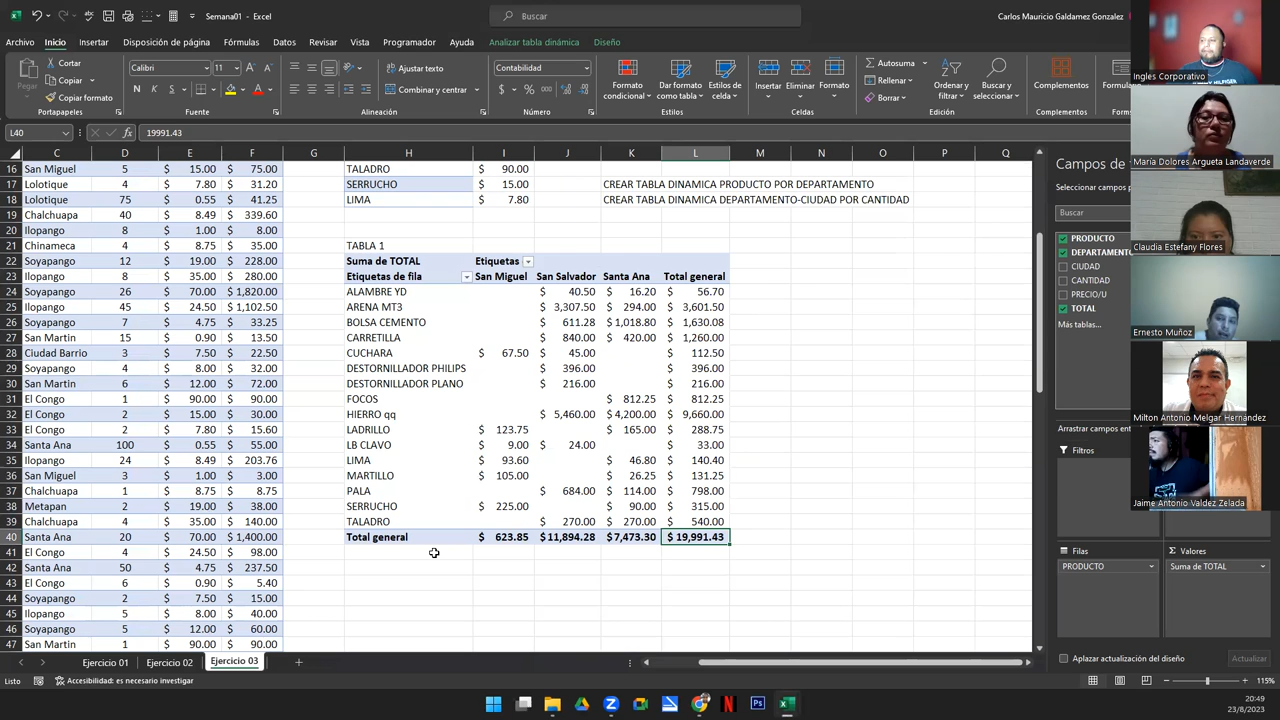 Semana01 - Excel
Buscar
Carlos Mauricio Galdamez Gonzalez
Archivo Inicio Insertar Disposición de página Fórmulas Datos Revisar Vista Programador Ayuda Analizar tabla dinámica Diseño
Pegar
Cortar
Copiar
Copiar formato
Portapapeles
Calibri 11
N K S
Fuente
Ajustar texto
Combinar y centrar
Alineación
Contabilidad
$ % 000
Número
Formato condicional
Dar formato como tabla
Estilos de celda
Estilos
Insertar Eliminar Formato
Celdas
Autosuma
Rellenar
Borrar
Ordenar y filtrar
Buscar y seleccionar
Edición
Complementos
Complementos
L40 fx 19991.43
C D E F G H I J K L M N O P Q
16 San Miguel 5 $ 15.00 $ 75.00 TALADRO $ 90.00
17 Lolotique 4 $ 7.80 $ 31.20 SERRUCHO $ 15.00 CREAR TABLA DINAMICA PRODUCTO POR DEPARTAMENTO
18 Lolotique 75 $ 0.55 $ 41.25 LIMA $ 7.80 CREAR TABLA DINAMICA DEPARTAMENTO-CIUDAD POR CANTIDAD
19 Chalchuapa 40 $ 8.49 $ 339.60
20 Ilopango 8 $ 1.00 $ 8.00
21 Chinameca 4 $ 8.75 $ 35.00 TABLA 1
22 Soyapango 12 $ 19.00 $ 228.00 Suma de TOTAL Etiquetas
23 Ilopango 8 $ 35.00 $ 280.00 Etiquetas de fila San Miguel San Salvador Santa Ana Total general
24 Soyapango 26 $ 70.00 $ 1,820.00 ALAMBRE YD $ 40.50 $ 16.20 $ 56.70
25 Ilopango 45 $ 24.50 $ 1,102.50 ARENA MT3 $ 3,307.50 $ 294.00 $ 3,601.50
26 Soyapango 7 $ 4.75 $ 33.25 BOLSA CEMENTO $ 611.28 $ 1,018.80 $ 1,630.08
27 San Martin 15 $ 0.90 $ 13.50 CARRETILLA $ 840.00 $ 420.00 $ 1,260.00
28 Ciudad Barrio 3 $ 7.50 $ 22.50 CUCHARA $ 67.50 $ 45.00 $ 112.50
29 Soyapango 4 $ 8.00 $ 32.00 DESTORNILLADOR PHILIPS $ 396.00 $ 396.00
30 San Martin 6 $ 12.00 $ 72.00 DESTORNILLADOR PLANO $ 216.00 $ 216.00
31 El Congo 1 $ 90.00 $ 90.00 FOCOS $ 812.25 $ 812.25
32 El Congo 2 $ 15.00 $ 30.00 HIERRO qq $ 5,460.00 $ 4,200.00 $ 9,660.00
33 El Congo 2 $ 7.80 $ 15.60 LADRILLO $ 165.00 $ 288.75
34 Santa Ana 100 $ 0.55 $ 55.00 LB CLAVO $ 24.00 $ 33.00
35 Ilopango 24 $ 8.49 $ 203.76 LIMA $ 93.60 $ 46.80 $ 140.40
36 San Miguel 3 $ 1.00 $ 3.00 MARTILLO $ 105.00 $ 26.25 $ 131.25
37 Chalchuapa 1 $ 8.75 $ 8.75 PALA $ 684.00 $ 114.00 $ 798.00
38 Metapan 2 $ 19.00 $ 38.00 SERRUCHO $ 225.00 $ 90.00 $ 315.00
39 Chalchuapa 4 $ 35.00 $ 140.00 TALADRO $ 270.00 $ 270.00 $ 540.00
40 Santa Ana 20 $ 70.00 $ 1,400.00 Total general $ 623.85 $ 11,894.28 $ 7,473.30 $ 19,991.43
41 El Congo 4 $ 24.50 $ 98.00
42 Santa Ana 50 $ 4.75 $ 237.50
43 El Congo 6 $ 0.90 $ 5.40
44 Soyapango 2 $ 7.50 $ 15.00
45 Ilopango 5 $ 8.00 $ 40.00
46 Soyapango 5 $ 12.00 $ 60.00
47 San Martin 1 $ 90.00 $ 90.00
Campos de
Seleccionar campos
Buscar
PRODUCTO
DEPARTAMENTO
CIUDAD
CANTIDAD
PRECIO/U
TOTAL
Más tablas...
Arrastrar campos
Filtros
Filas
PRODUCTO
Valores
Suma de TOTAL
Aplazar actualización del diseño
Actualizar
Ingles Corporativo
María Dolores Argueta Landaverde
Claudia Estefany Flores
Ernesto Muñoz
Milton Antonio Melgar Hernández
Jaime Antonio Valdez Zelada
Ejercicio 01 Ejercicio 02 Ejercicio 03
Listo Accesibilidad: es necesario investigar
115%
20:49
23/8/2023